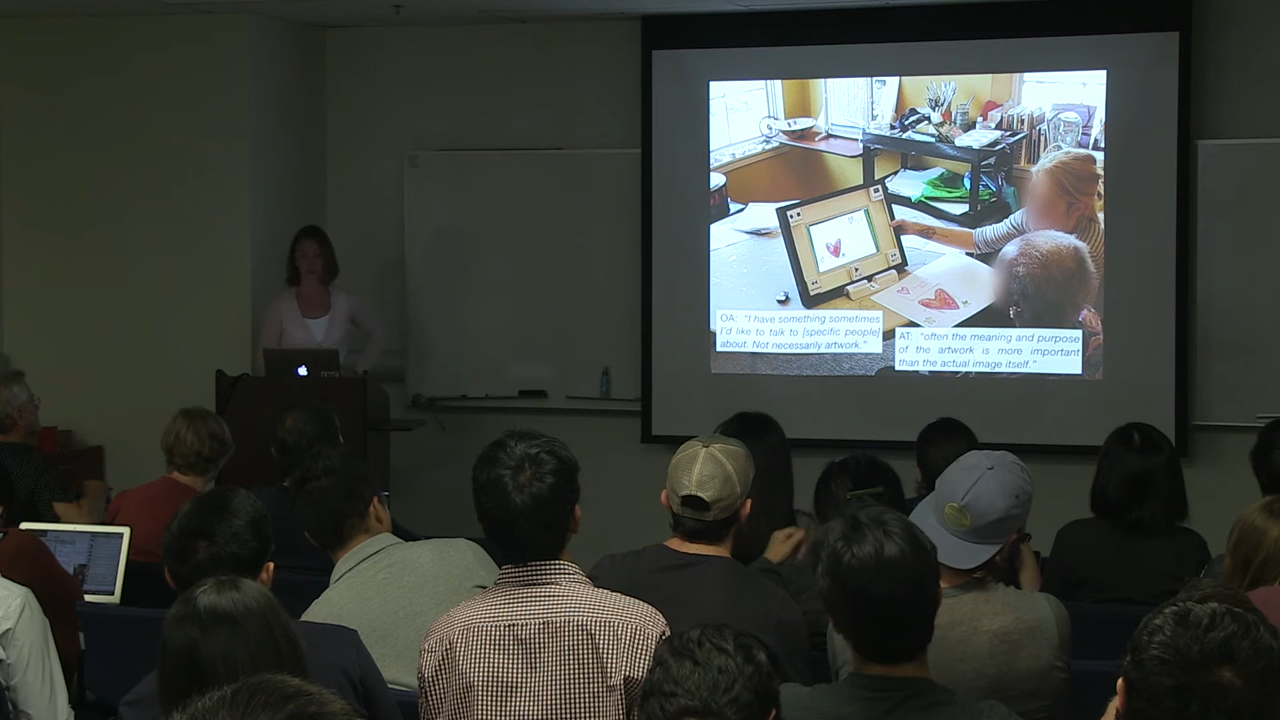 OA: "I have something sometimes
I'd like to talk to [specific people]
about. Not necessarily artwork."
AT: "often the meaning and purpose
of the artwork is more important
than the actual image itself."